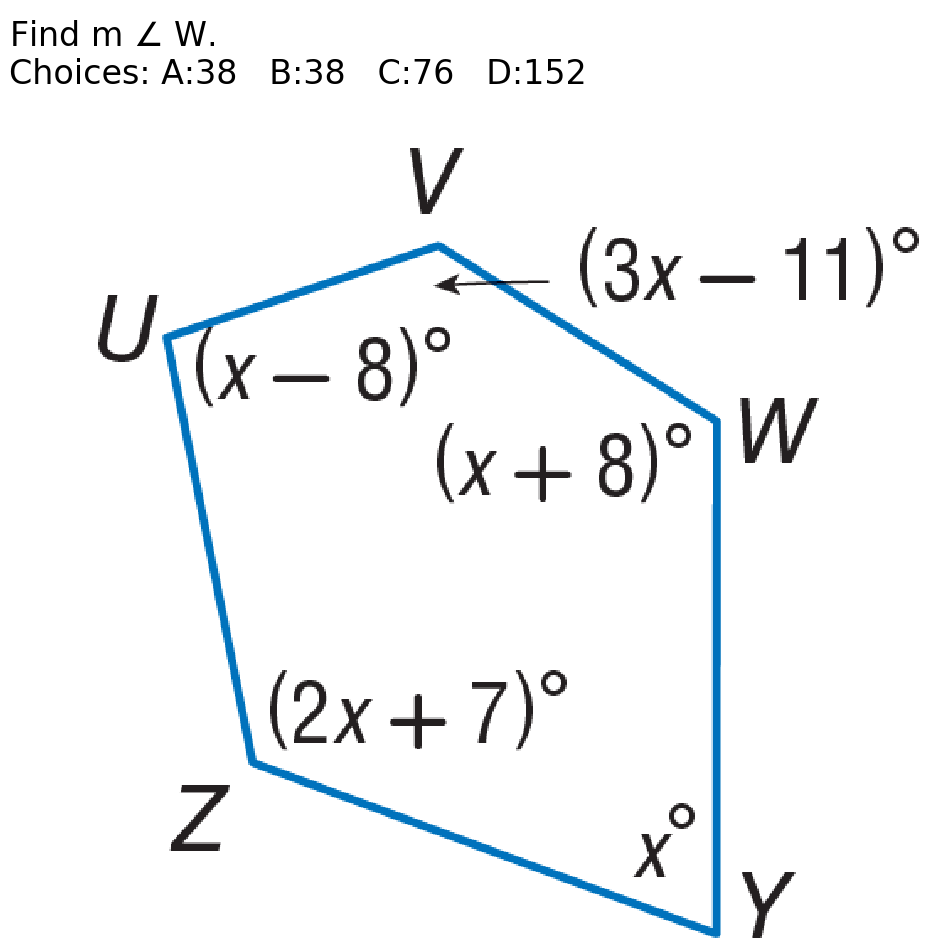 Find m ∠ W.
Choices: A:38 B:38 C:76 D:152
V
(3x – 11)°
U
(x – 8)°
W
(x + 8)°
(2x + 7)°
Z
x°
Y